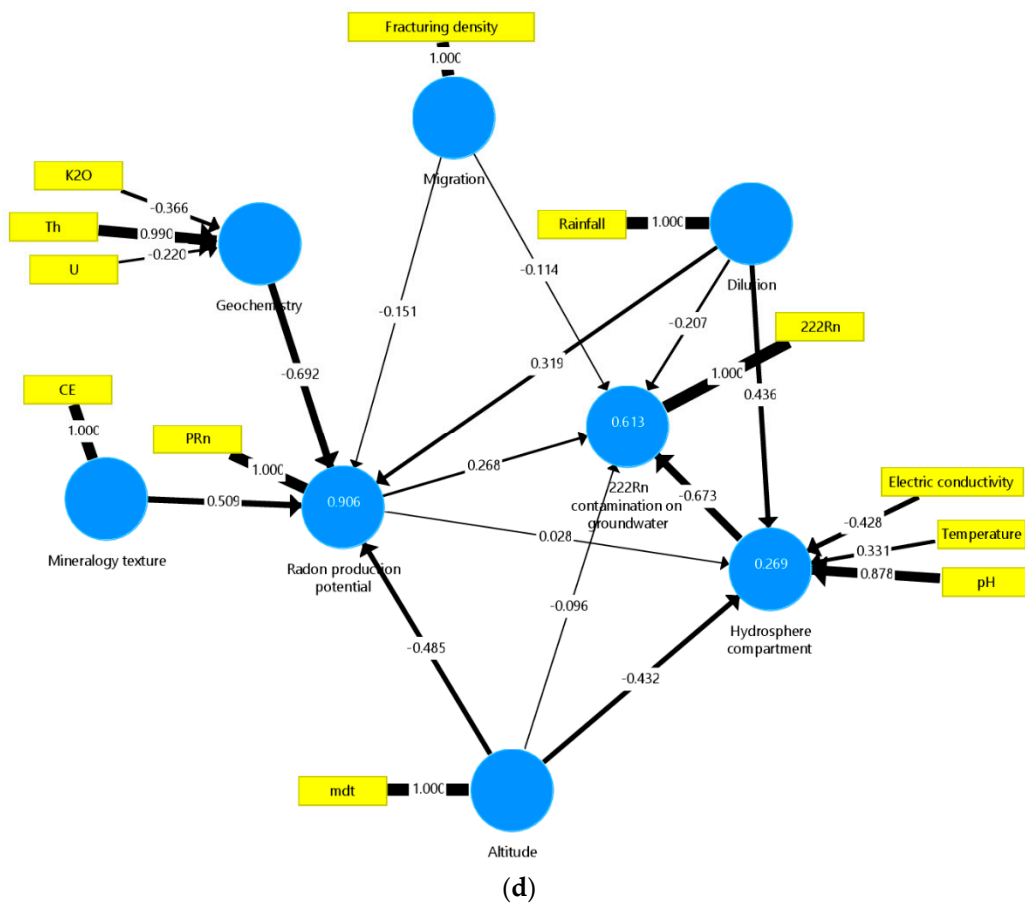 Fracturing density
1.000
Migration
K2O
-0.366
Th
0.990
U
-0.220
Geochemistry
Rainfall
1.000
Dilution
-0.114
-0.151
-0.207
222Rn
1.000
0.319
0.436
-0.692
CE
1.000
PRn
1.000
0.613
222Rn
contamination on
groundwater
0.268
0.906
0.509
Mineralogy texture
Radon production
potential
-0.673
Electric conductivity
-0.428
Temperature
0.331
0.878
pH
0.028
0.269
Hydrosphere
compartment
-0.096
-0.485
-0.432
mdt
1.000
Altitude
(d)